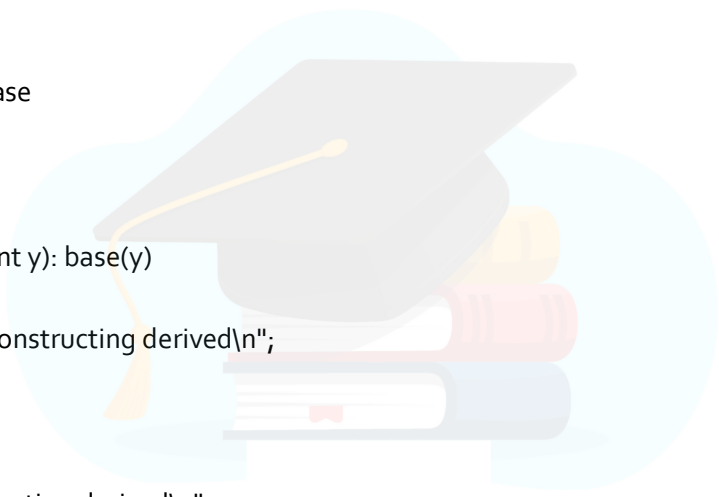 ase
nt y): base(y)
onstructing derived\n";